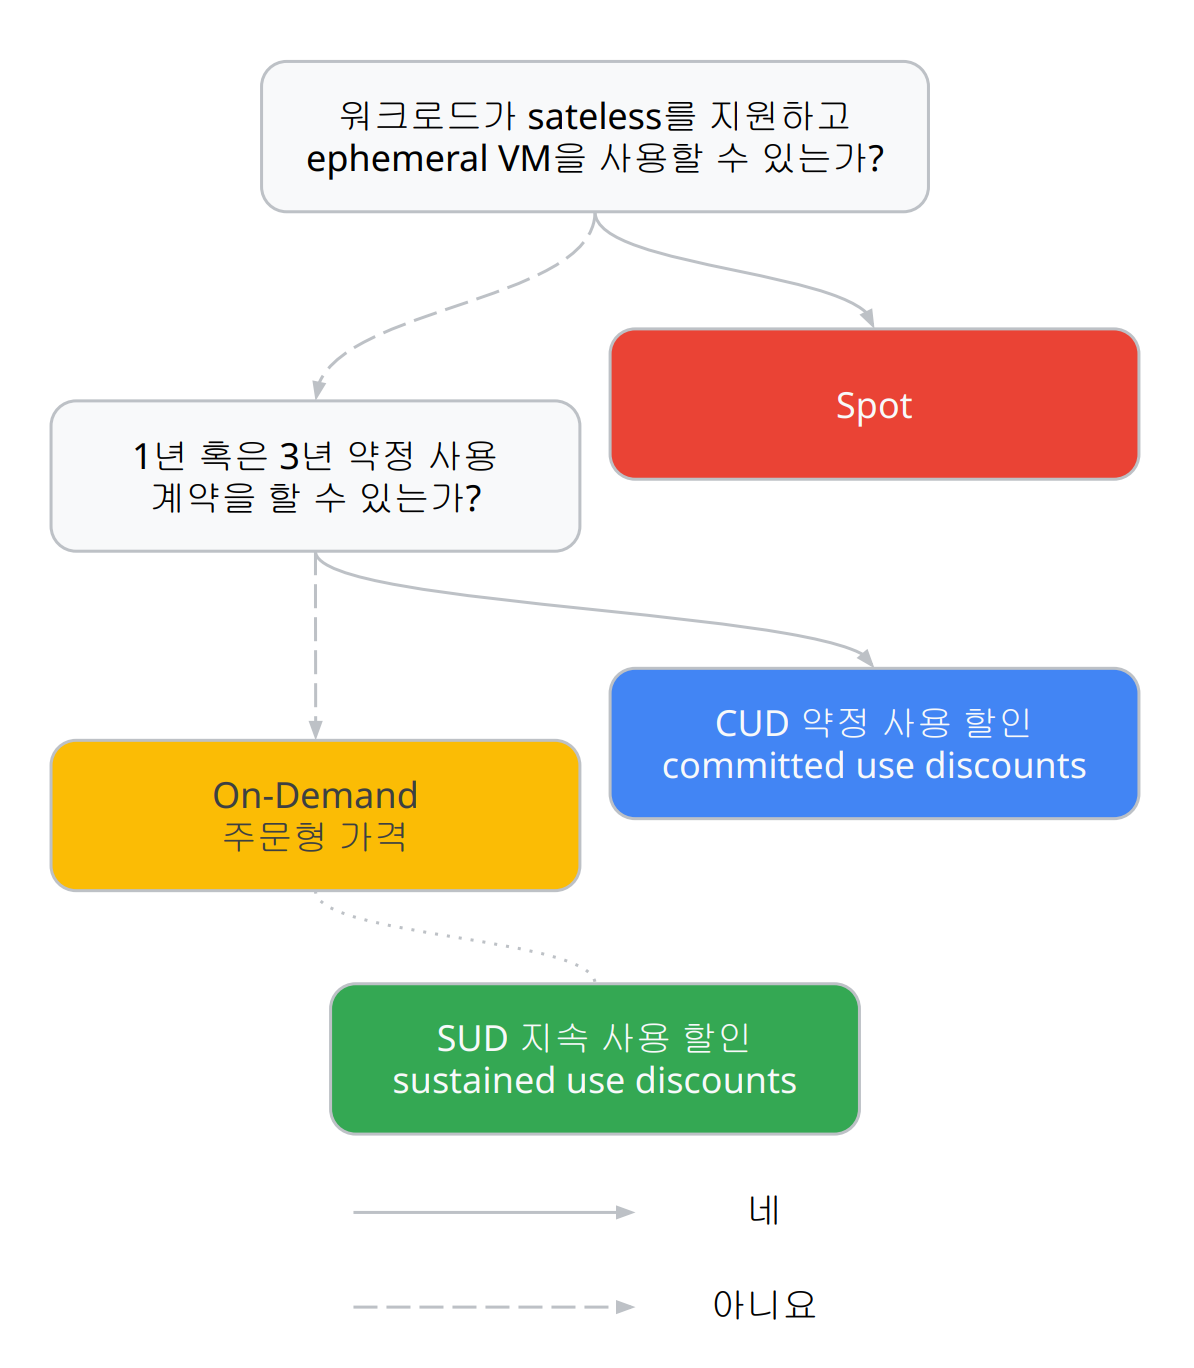 워크로드가 sateless를 지원하고
ephemeral VM을 사용할 수 있는가?
Spot
1년 혹은 3년 약정 사용
계약을 할 수 있는가?
CUD 약정 사용 할인
committed use discounts
On-Demand
주문형 가격
SUD 지속 사용 할인
sustained use discounts
네
아니요